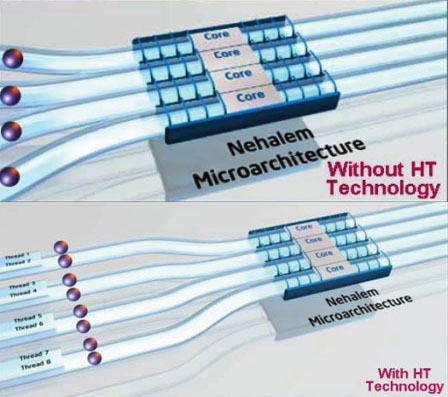 Core
Core
Core
Core
Nehalem
Microarchitecture
Without HT
Technology
Thread 1
Thread 2
Thread 3
Thread 4
Thread 5
Thread 6
Thread 7
Thread 8
Core
Core
Core
Core
Nehalem
Microarchitecture
With HT
Technology